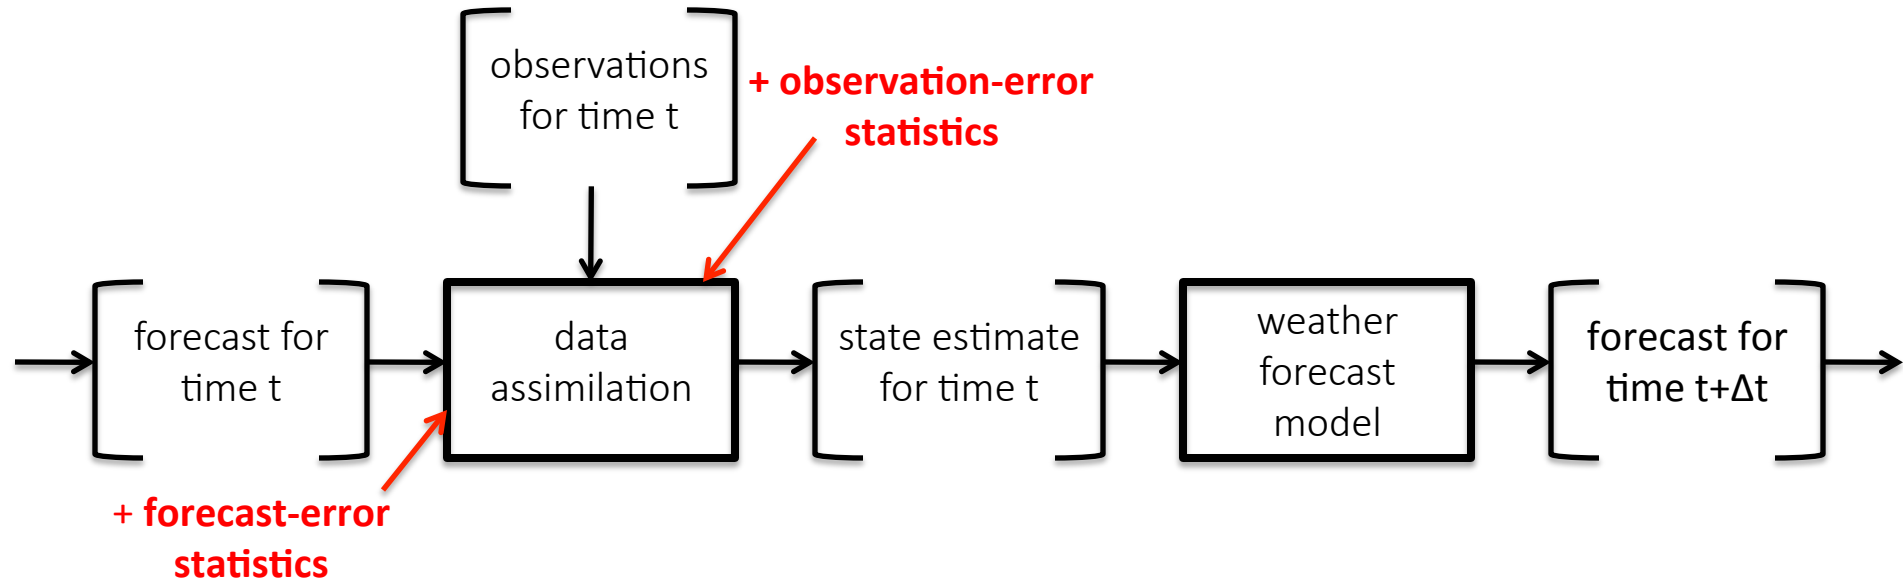 observations
for time t
+ observation-error
statistics
forecast for
time t
data
assimilation
state estimate
for time t
weather
forecast
model
forecast for
time t+Δt
+ forecast-error
statistics